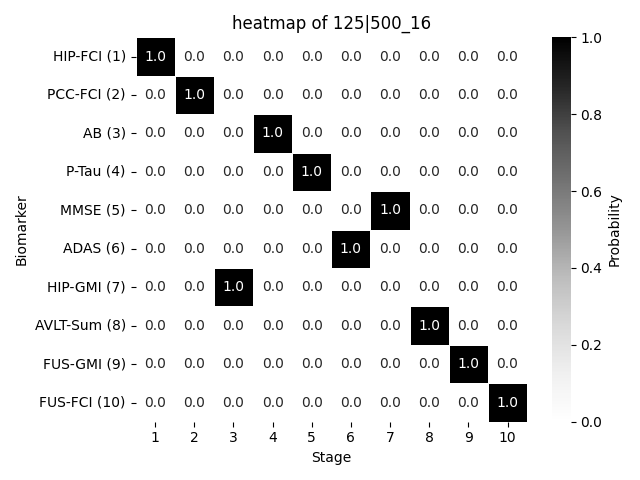 heatmap of 125|500_16
HIP-FCI (1) 1.0 0.0 0.0 0.0 0.0 0.0 0.0 0.0 0.0 0.0
PCC-FCI (2) 0.0 1.0 0.0 0.0 0.0 0.0 0.0 0.0 0.0 0.0
AB (3) 0.0 0.0 0.0 1.0 0.0 0.0 0.0 0.0 0.0 0.0
P-Tau (4) 0.0 0.0 0.0 0.0 1.0 0.0 0.0 0.0 0.0 0.0
MMSE (5) 0.0 0.0 0.0 0.0 0.0 0.0 1.0 0.0 0.0 0.0
ADAS (6) 0.0 0.0 0.0 0.0 0.0 1.0 0.0 0.0 0.0 0.0
HIP-GMI (7) 0.0 0.0 1.0 0.0 0.0 0.0 0.0 0.0 0.0 0.0
AVLT-Sum (8) 0.0 0.0 0.0 0.0 0.0 0.0 0.0 1.0 0.0 0.0
FUS-GMI (9) 0.0 0.0 0.0 0.0 0.0 0.0 0.0 0.0 1.0 0.0
FUS-FCI (10) 0.0 0.0 0.0 0.0 0.0 0.0 0.0 0.0 0.0 1.0
1 2 3 4 5 6 7 8 9 10
Stage
Biomarker
1.0
0.8
0.6
0.4
0.2
0.0
Probability